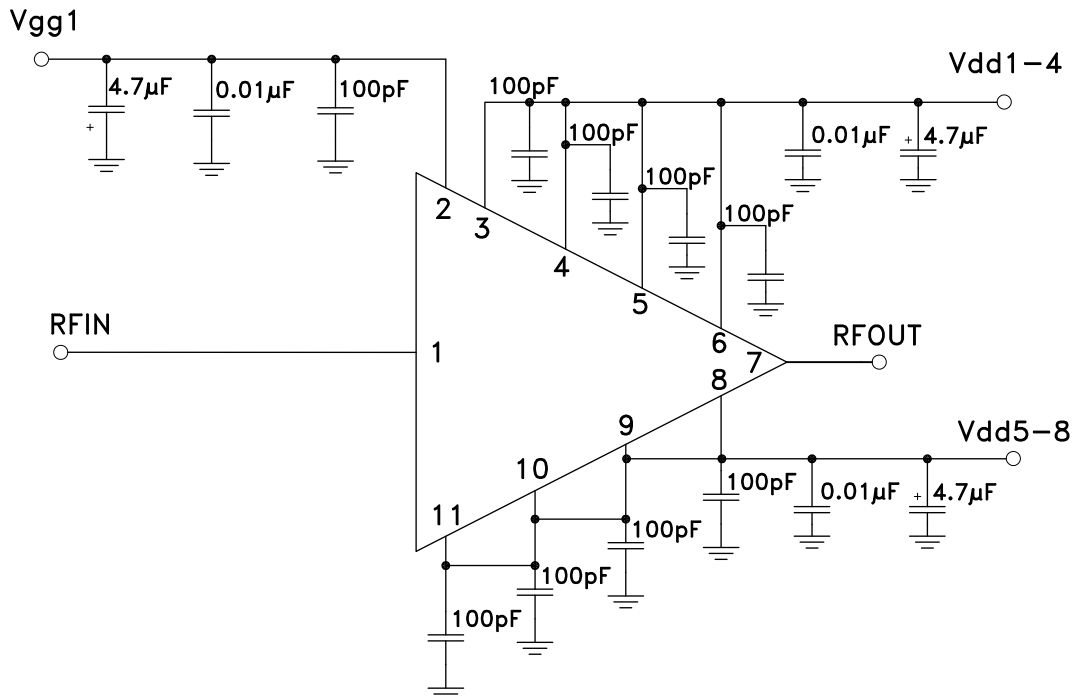 Vgg1
4.7µF
0.01µF
100pF
+
100pF
Vdd1-4
100pF
0.01µF
+
4.7µF
100pF
100pF
2
3
4
5
6
RFIN
1
7
RFOUT
8
9
Vdd5-8
10
100pF
0.01µF
+
4.7µF
11
100pF
100pF
100pF